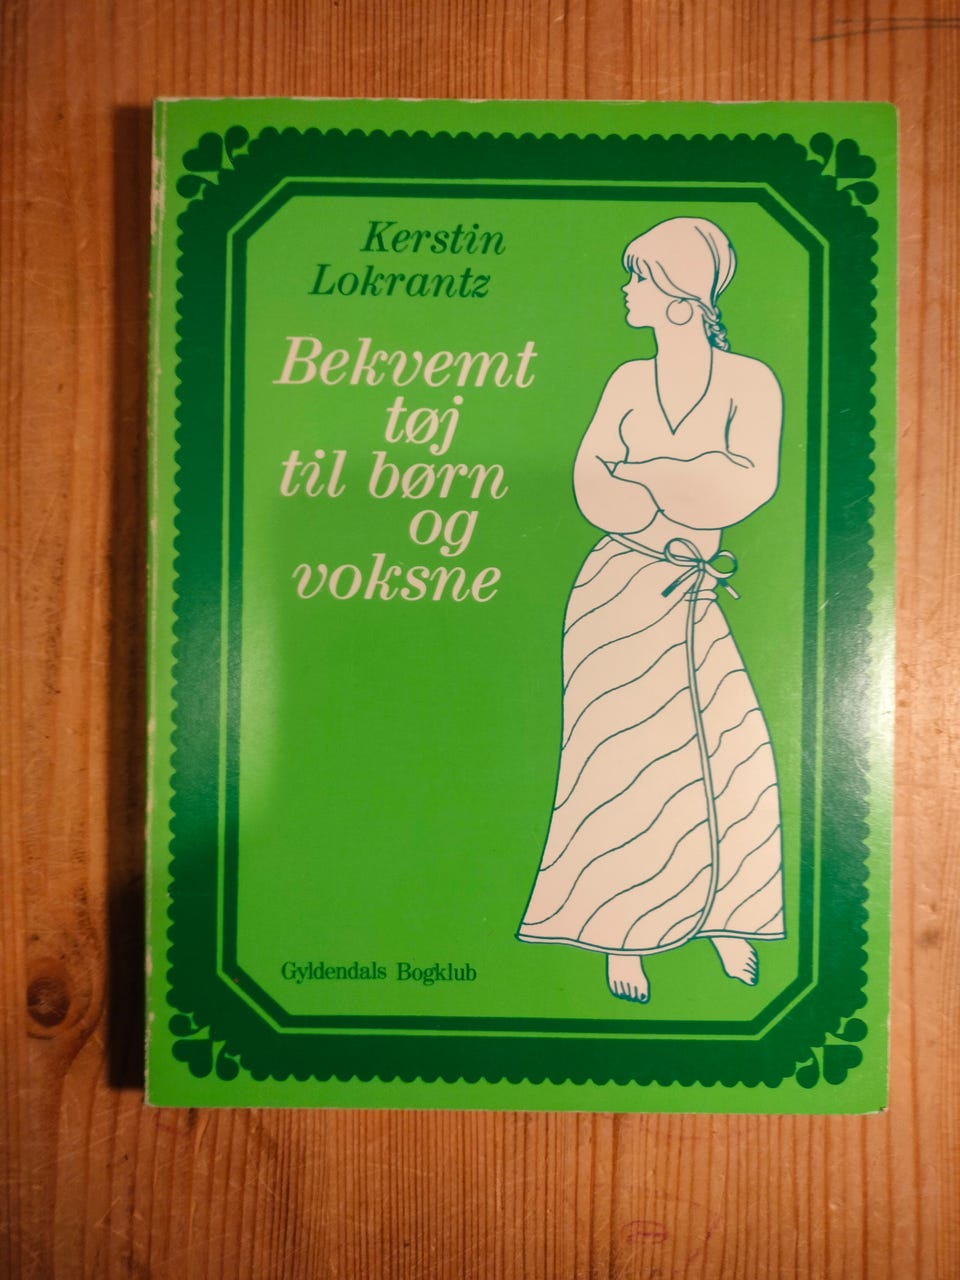 Kerstin
Lokrantz
Bekvemt
tøj
til børn
og
voksne
Gyldendals Bogklub